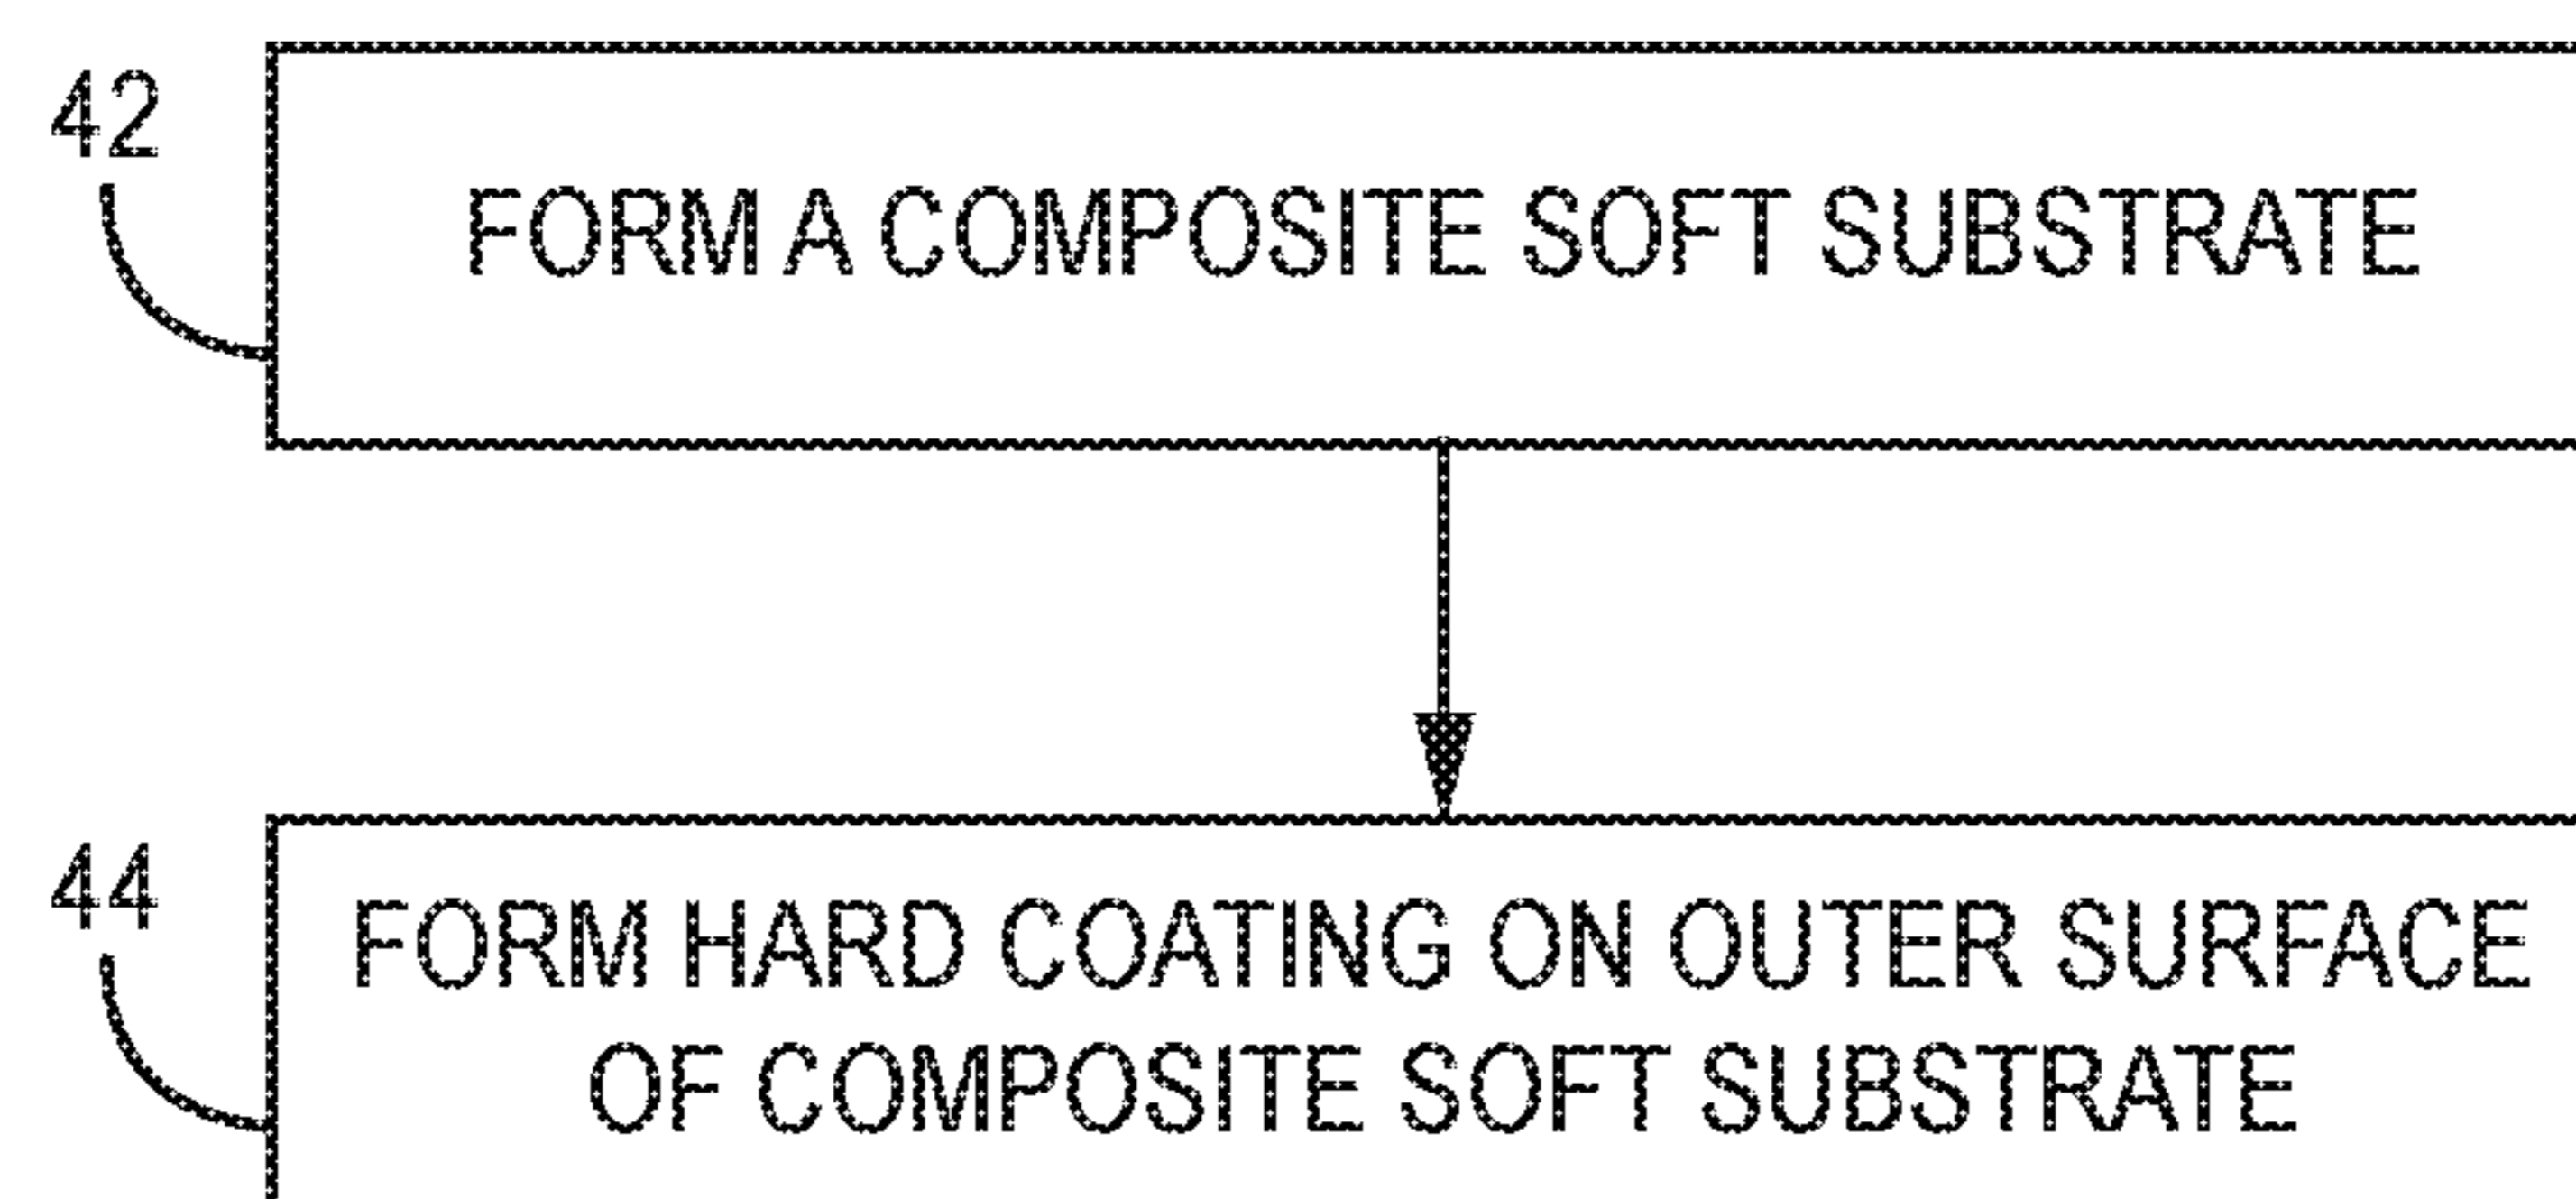 42
FORM A COMPOSITE SOFT SUBSTRATE
44
FORM HARD COATING ON OUTER SURFACE
OF COMPOSITE SOFT SUBSTRATE